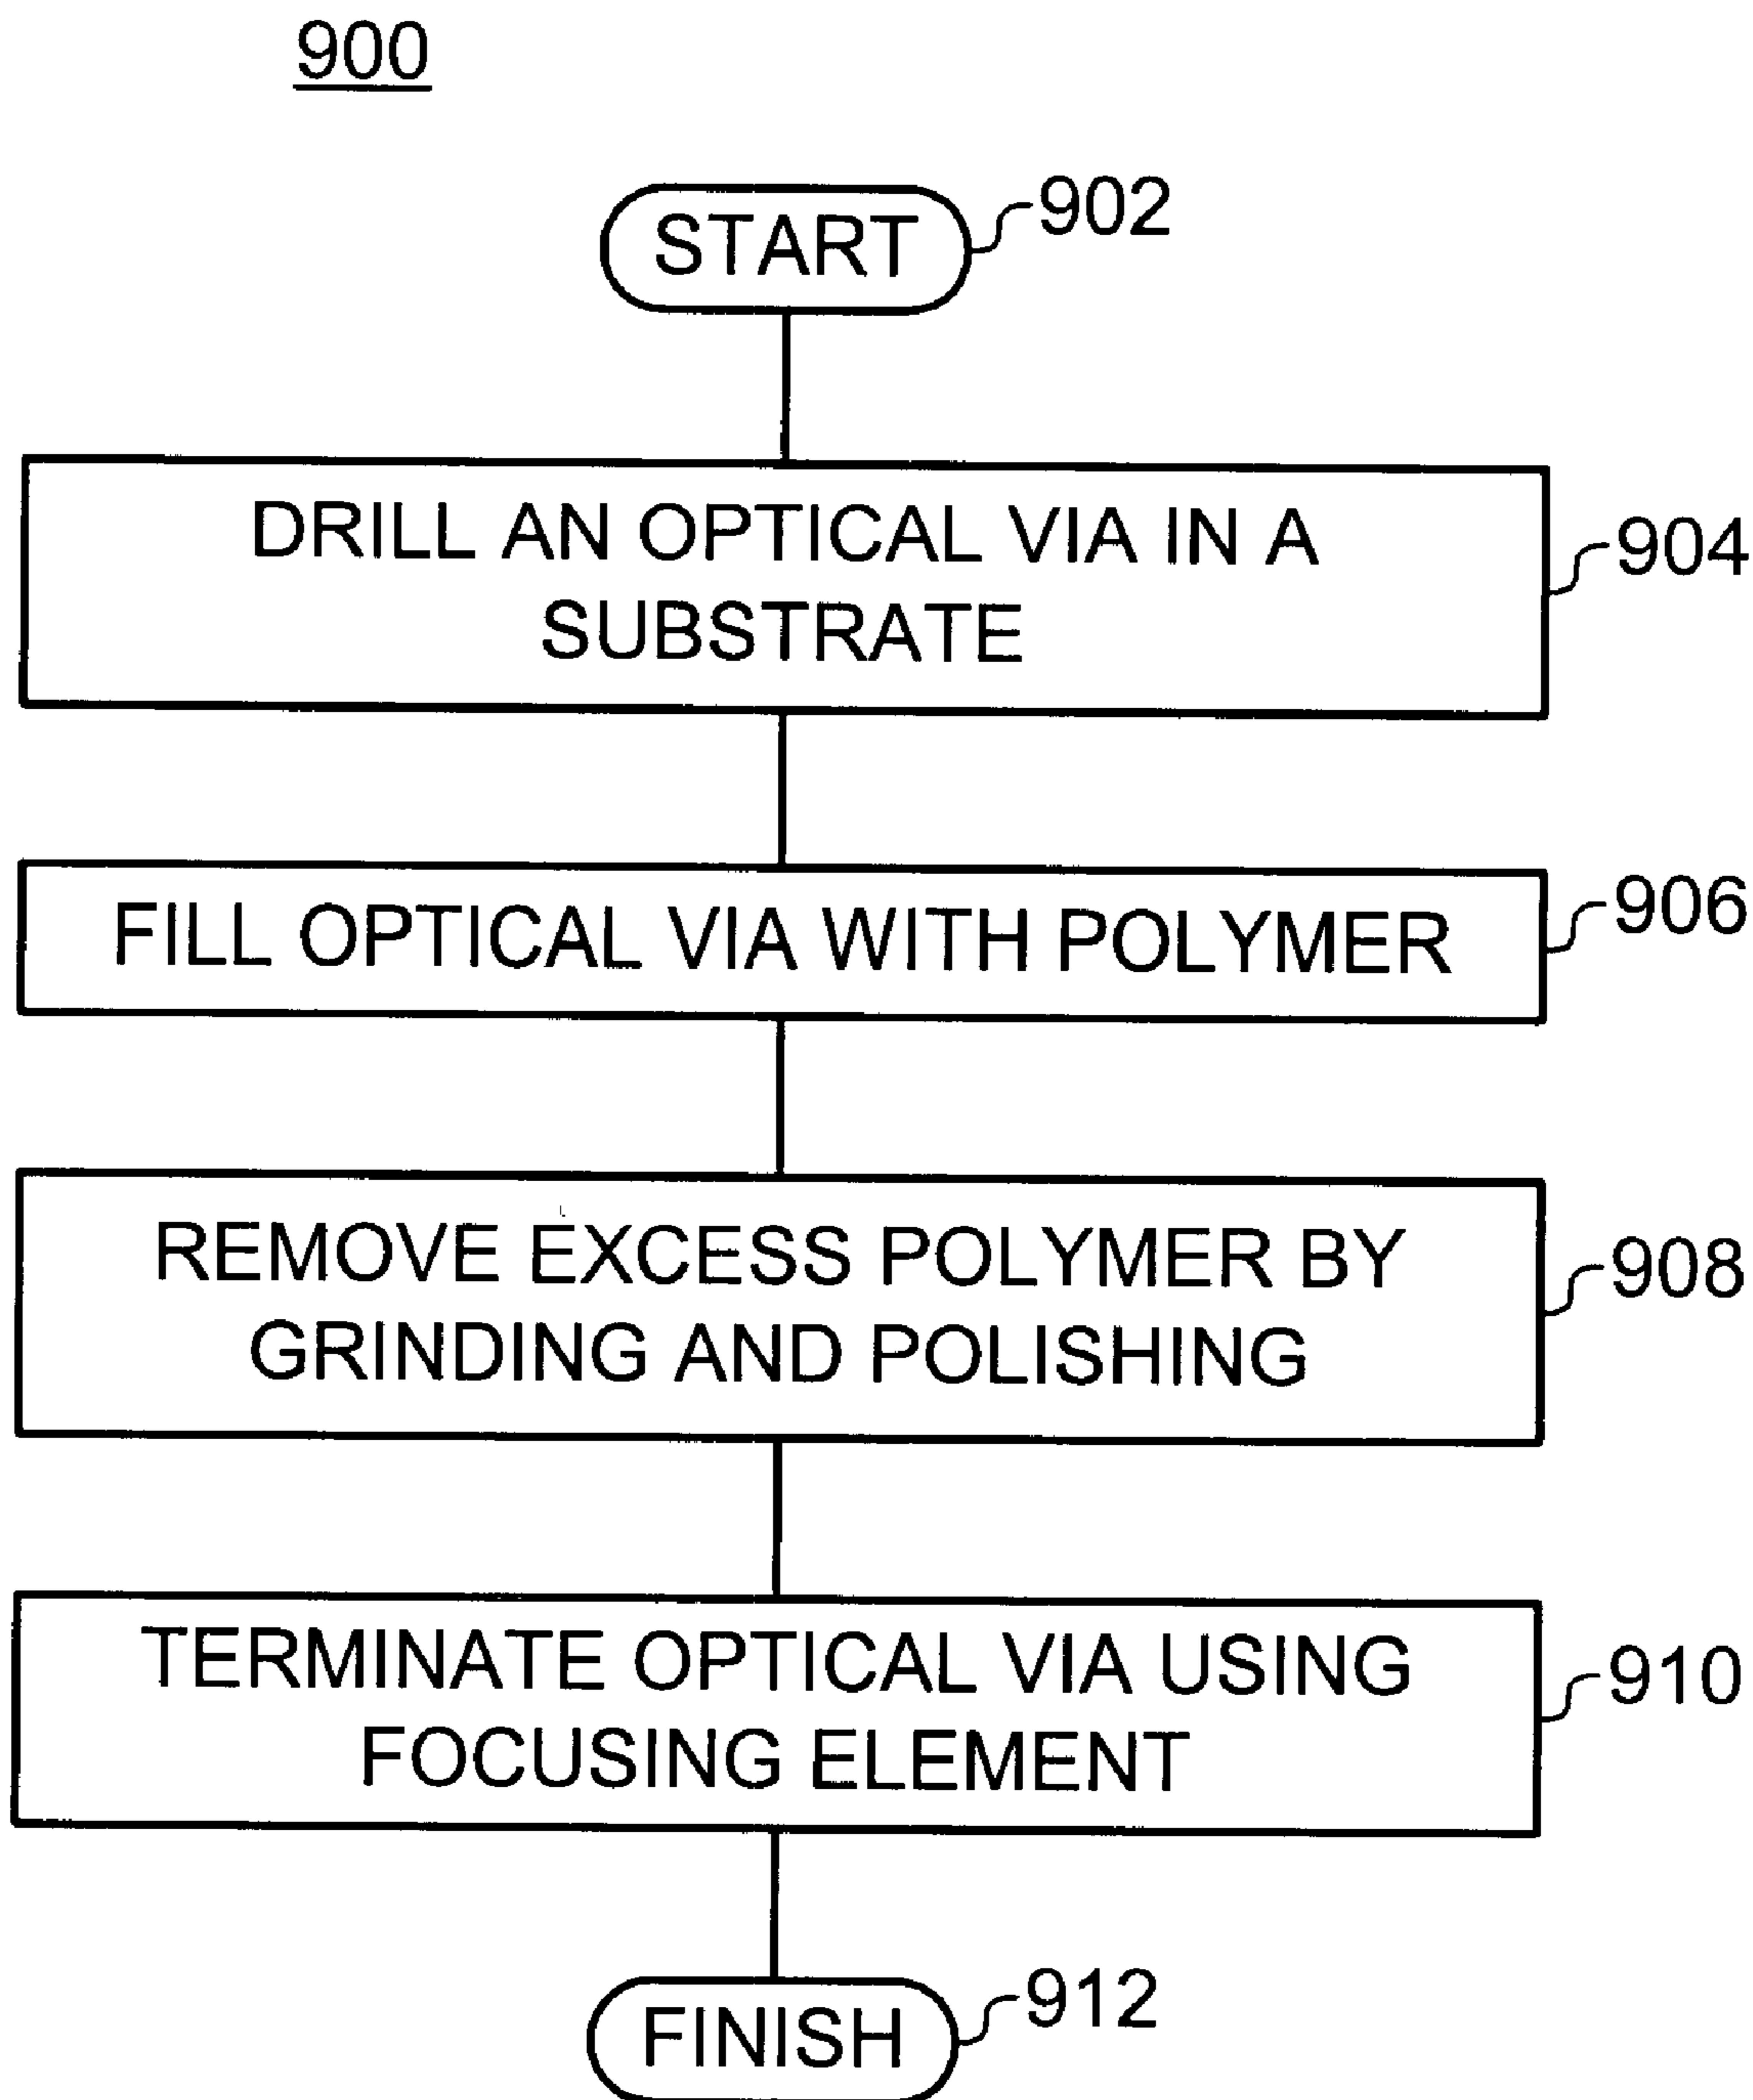 900
START
902
DRILL AN OPTICAL VIA IN A
SUBSTRATE
904
FILL OPTICAL VIA WITH POLYMER
906
REMOVE EXCESS POLYMER BY
GRINDING AND POLISHING
908
TERMINATE OPTICAL VIA USING
FOCUSING ELEMENT
910
FINISH
912